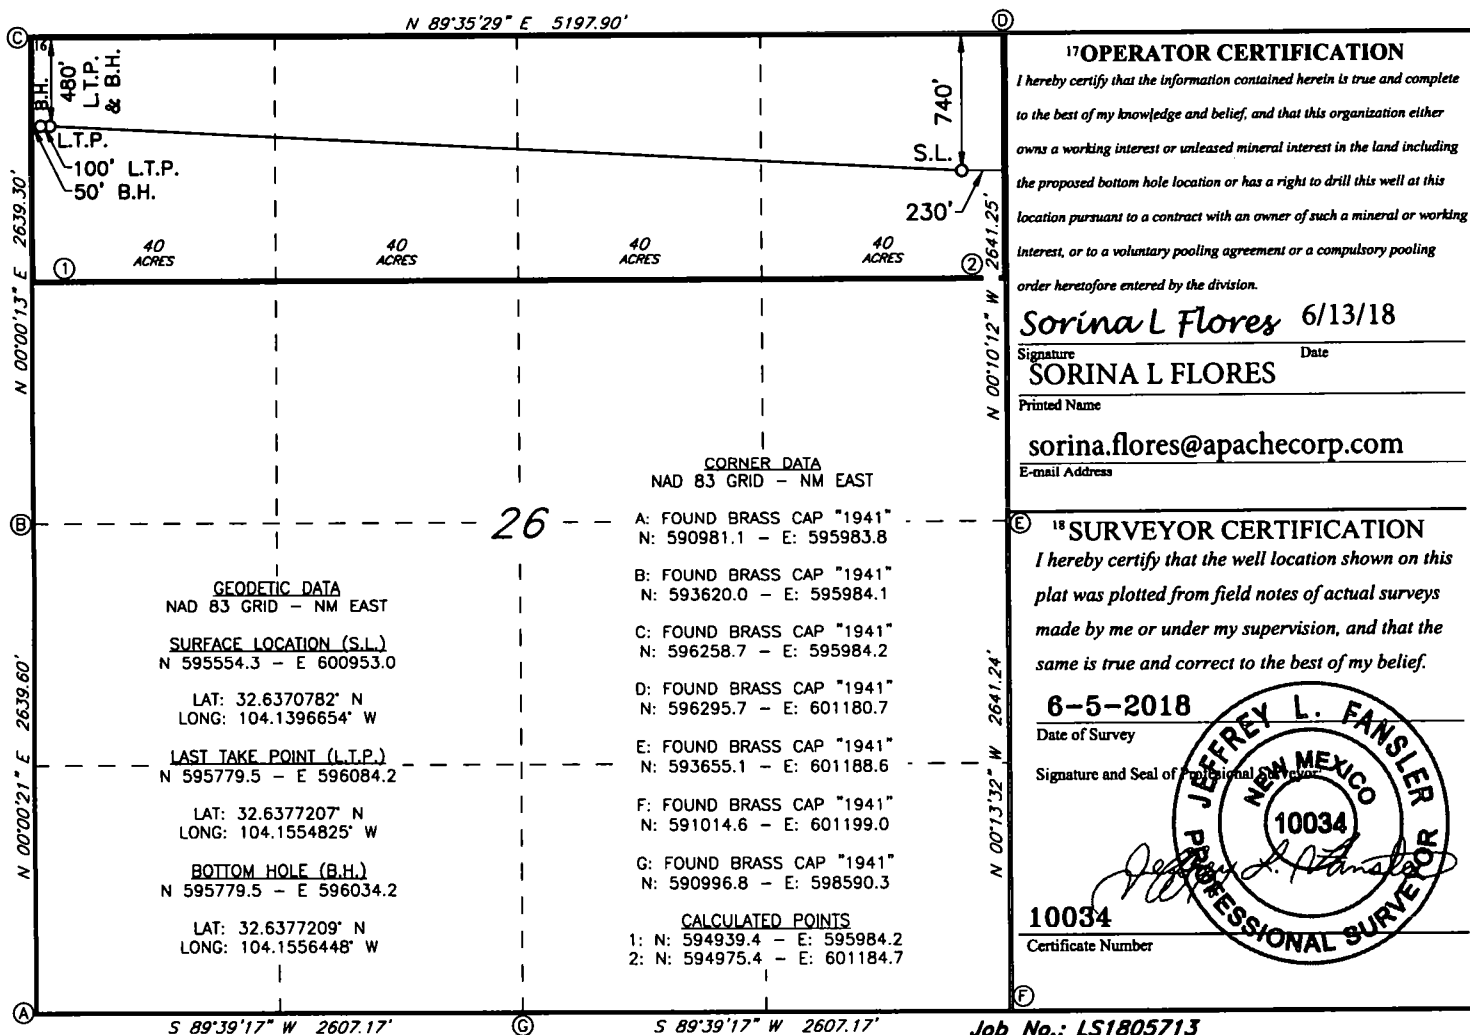 N 89°35'29" E 5197.90'
C
D
16
B.H.
480'
L.T.P.
& B.H.
740'
L.T.P.
100' L.T.P.
50' B.H.
S.L.
230'
N 00°00'13" E 2639.30'
N 00°10'12" W 2641.25'
40
ACRES
40
ACRES
40
ACRES
40
ACRES
1
2
B
26
E
GEODETIC DATA
NAD 83 GRID – NM EAST
SURFACE LOCATION (S.L.)
N 595554.3 – E 600953.0
LAT: 32.6370782° N
LONG: 104.1396654° W
LAST TAKE POINT (L.T.P.)
N 595779.5 – E 596084.2
LAT: 32.6377207° N
LONG: 104.1554825° W
BOTTOM HOLE (B.H.)
N 595779.5 – E 596034.2
LAT: 32.6377209° N
LONG: 104.1556448° W
CORNER DATA
NAD 83 GRID – NM EAST
A: FOUND BRASS CAP "1941"
N: 590981.1 – E: 595983.8
B: FOUND BRASS CAP "1941"
N: 593620.0 – E: 595984.1
C: FOUND BRASS CAP "1941"
N: 596258.7 – E: 595984.2
D: FOUND BRASS CAP "1941"
N: 596295.7 – E: 601180.7
E: FOUND BRASS CAP "1941"
N: 593655.1 – E: 601188.6
F: FOUND BRASS CAP "1941"
N: 591014.6 – E: 601199.0
G: FOUND BRASS CAP "1941"
N: 590996.8 – E: 598590.3
CALCULATED POINTS
1: N: 594939.4 – E: 595984.2
2: N: 594975.4 – E: 601184.7
N 00°00'21" E 2639.60'
N 00°13'32" W 2641.24'
A
S 89°39'17" W 2607.17'
G
S 89°39'17" W 2607.17'
F
17 OPERATOR CERTIFICATION
I hereby certify that the information contained herein is true and complete
to the best of my knowledge and belief, and that this organization either
owns a working interest or unleased mineral interest in the land including
the proposed bottom hole location or has a right to drill this well at this
location pursuant to a contract with an owner of such a mineral or working
interest, or to a voluntary pooling agreement or a compulsory pooling
order heretofore entered by the division.
Sorina L Flores 6/13/18
Signature Date
SORINA L FLORES
Printed Name
sorina.flores@apachecorp.com
E-mail Address
18 SURVEYOR CERTIFICATION
I hereby certify that the well location shown on this
plat was plotted from field notes of actual surveys
made by me or under my supervision, and that the
same is true and correct to the best of my belief.
6-5-2018
Date of Survey
Signature and Seal of Professional Surveyor:
JEFFREY L. FANSLER
NEW MEXICO
10034
PROFESSIONAL SURVEYOR
Jeffrey L. Fansler
10034
Certificate Number
Job No.: LS1805713